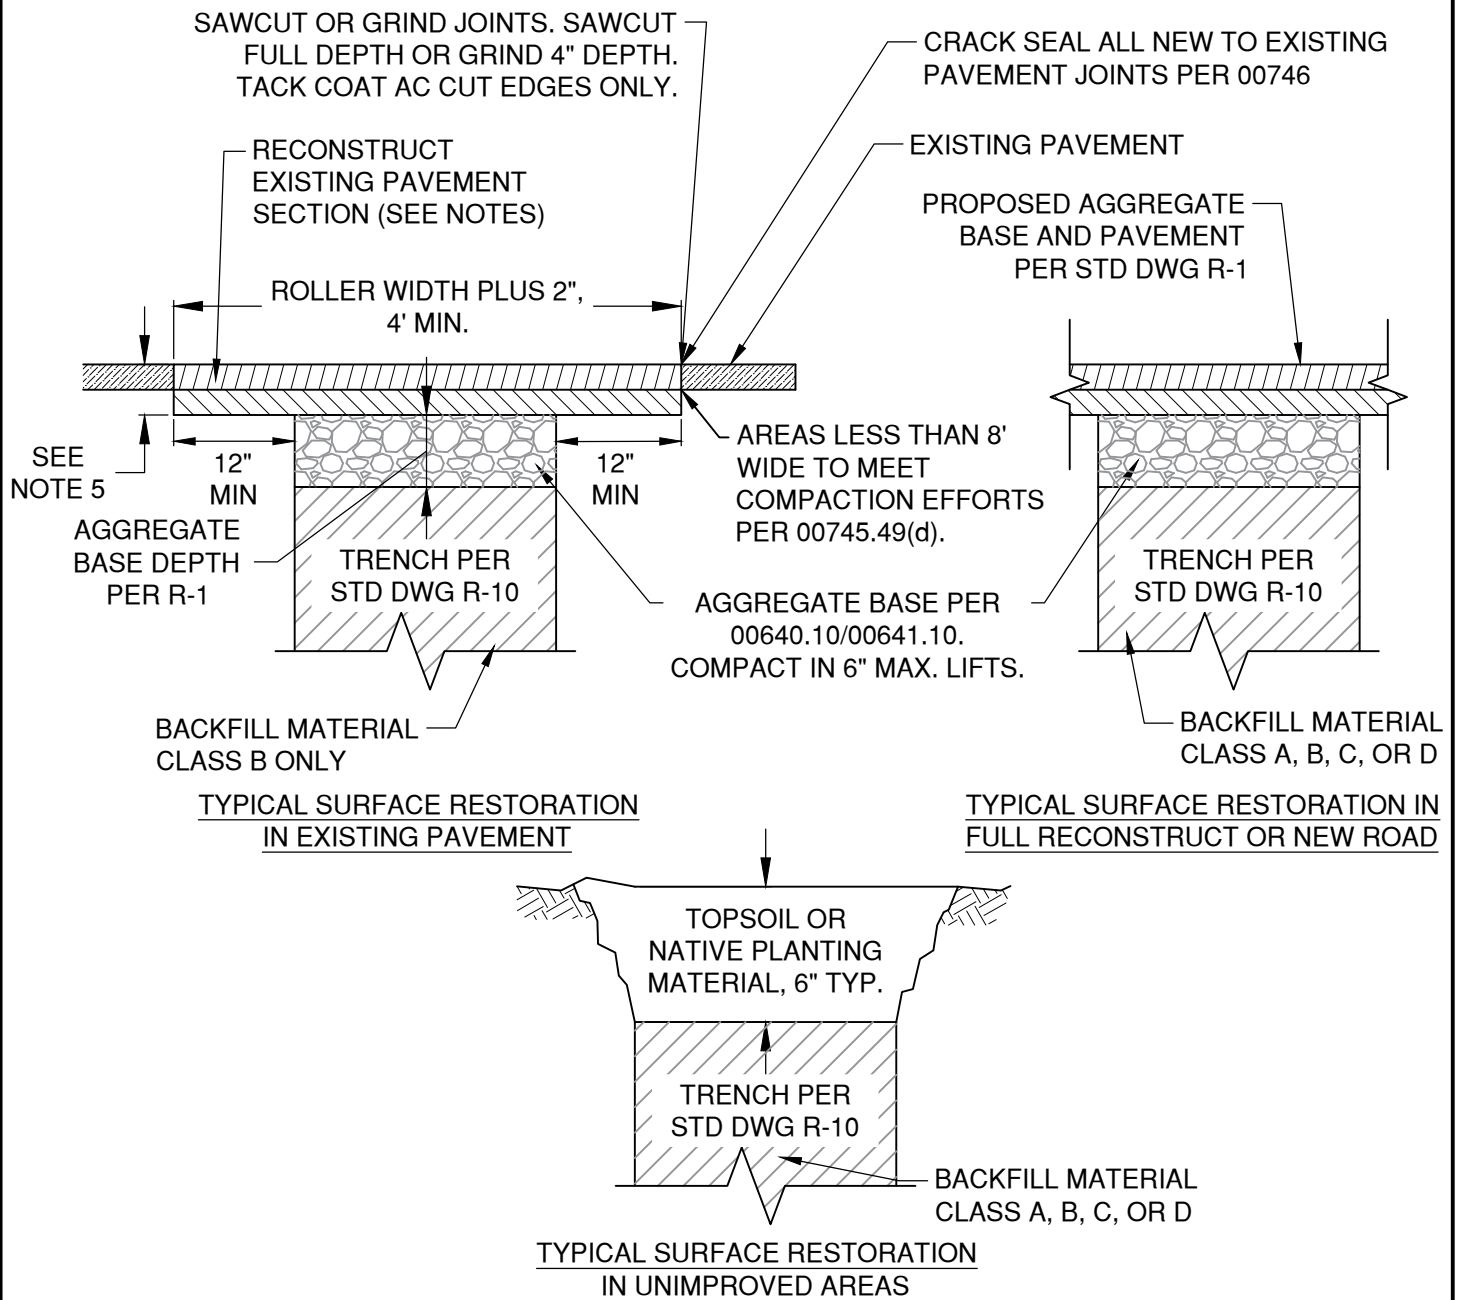 SAWCUT OR GRIND JOINTS. SAWCUT
FULL DEPTH OR GRIND 4" DEPTH.
TACK COAT AC CUT EDGES ONLY.
CRACK SEAL ALL NEW TO EXISTING
PAVEMENT JOINTS PER 00746
RECONSTRUCT
EXISTING PAVEMENT
SECTION (SEE NOTES)
EXISTING PAVEMENT
PROPOSED AGGREGATE
BASE AND PAVEMENT
PER STD DWG R-1
ROLLER WIDTH PLUS 2",
4' MIN.
SEE
NOTE 5
12"
MIN
12"
MIN
AREAS LESS THAN 8'
WIDE TO MEET
COMPACTION EFFORTS
PER 00745.49(d).
AGGREGATE
BASE DEPTH
PER R-1
TRENCH PER
STD DWG R-10
AGGREGATE BASE PER
00640.10/00641.10.
COMPACT IN 6" MAX. LIFTS.
TRENCH PER
STD DWG R-10
BACKFILL MATERIAL
CLASS B ONLY
BACKFILL MATERIAL
CLASS A, B, C, OR D
TYPICAL SURFACE RESTORATION
IN EXISTING PAVEMENT
TYPICAL SURFACE RESTORATION IN
FULL RECONSTRUCT OR NEW ROAD
TOPSOIL OR
NATIVE PLANTING
MATERIAL, 6" TYP.
TRENCH PER
STD DWG R-10
BACKFILL MATERIAL
CLASS A, B, C, OR D
TYPICAL SURFACE RESTORATION
IN UNIMPROVED AREAS